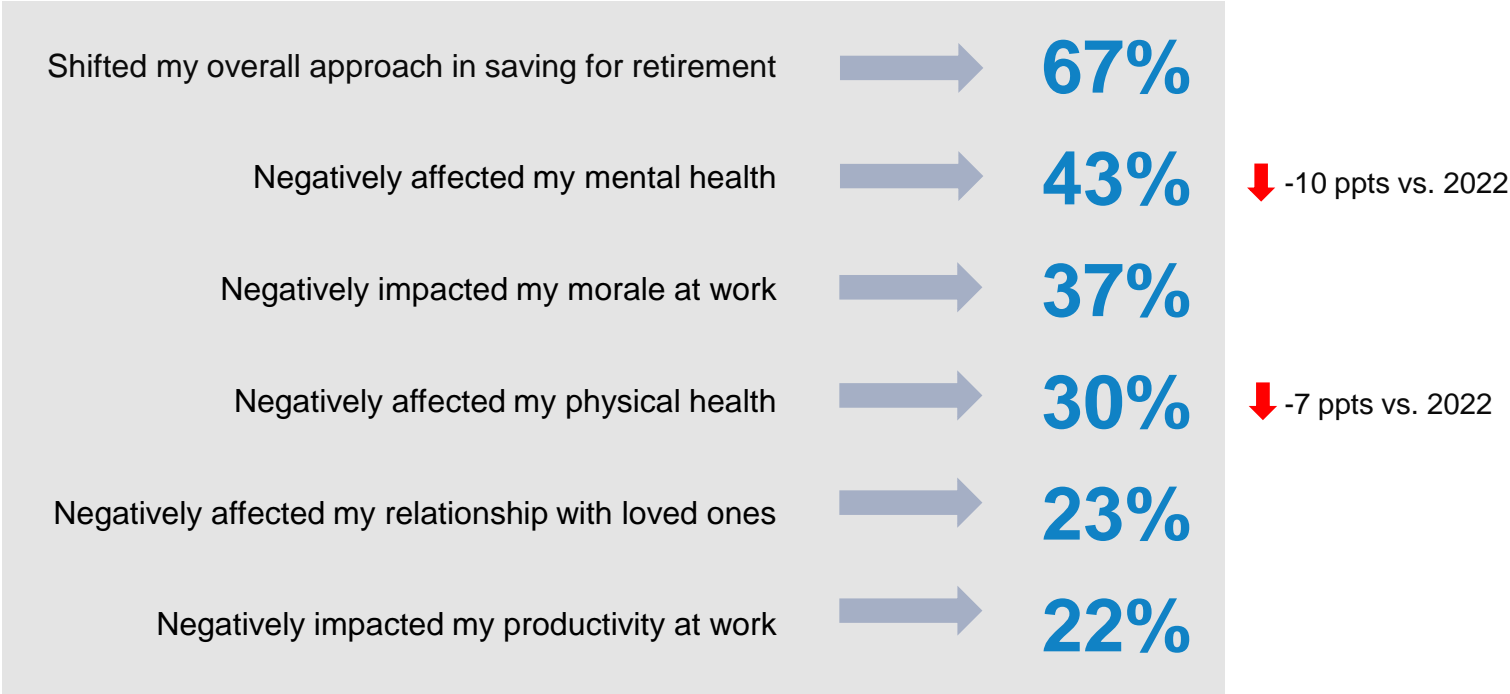 Shifted my overall approach in saving for retirement 67%
Negatively affected my mental health 43% -10 ppts vs. 2022
Negatively impacted my morale at work 37%
Negatively affected my physical health 30% -7 ppts vs. 2022
Negatively affected my relationship with loved ones 23%
Negatively impacted my productivity at work 22%